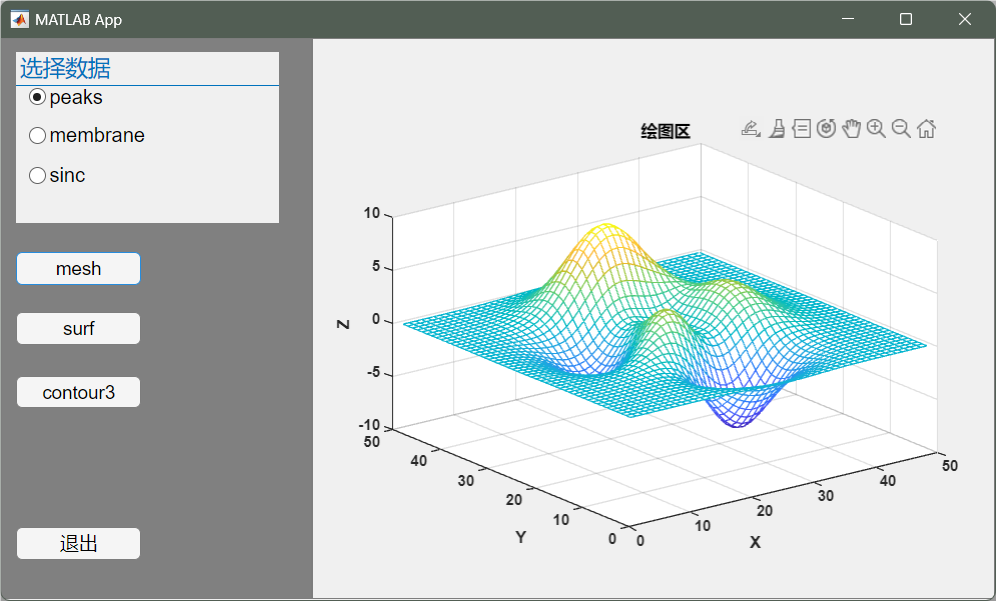 MATLAB App
选择数据
peaks
membrane
sinc
mesh
surf
contour3
退出
绘图区
10
5
0
-5
-10
Z
50
40
30
20
10
0
Y
0
10
20
30
40
50
X